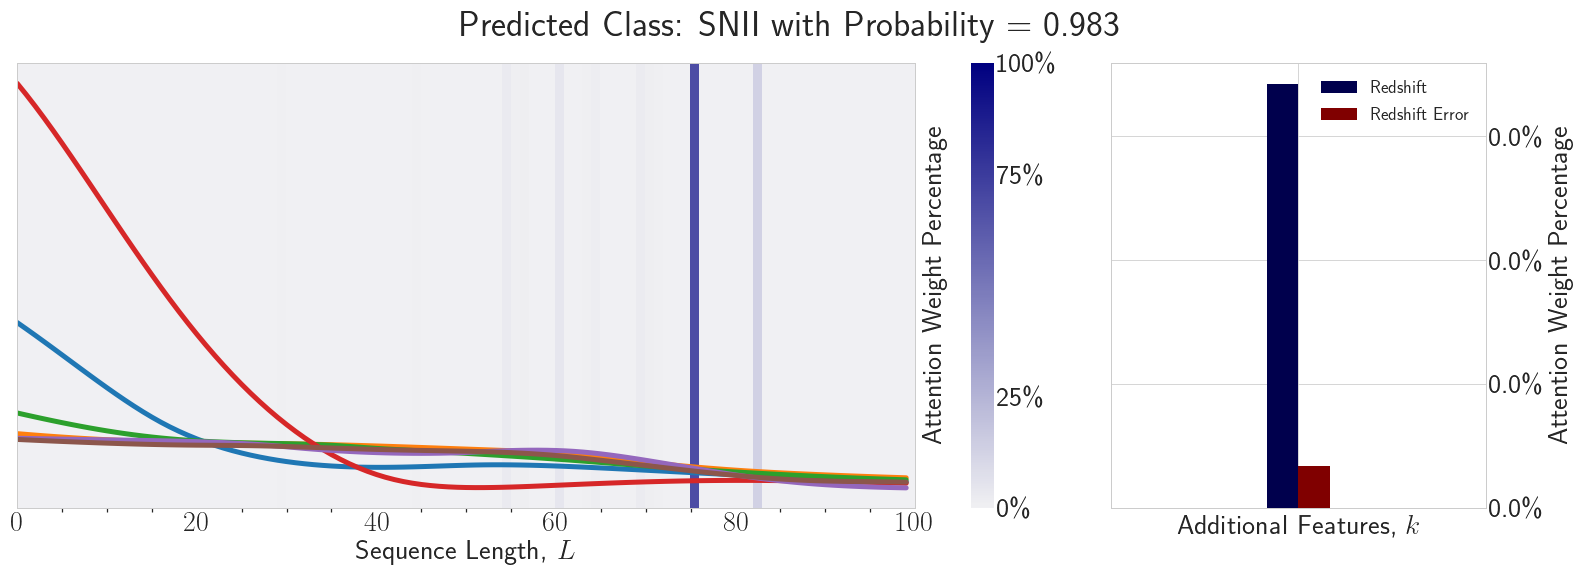 Predicted Class: SNII with Probability = 0.983
0
20
40
60
80
100
Sequence Length, L
Attention Weight Percentage
100%
75%
25%
0%
Redshift
Redshift Error
0.0%
0.0%
0.0%
0.0%
Attention Weight Percentage
Additional Features, k